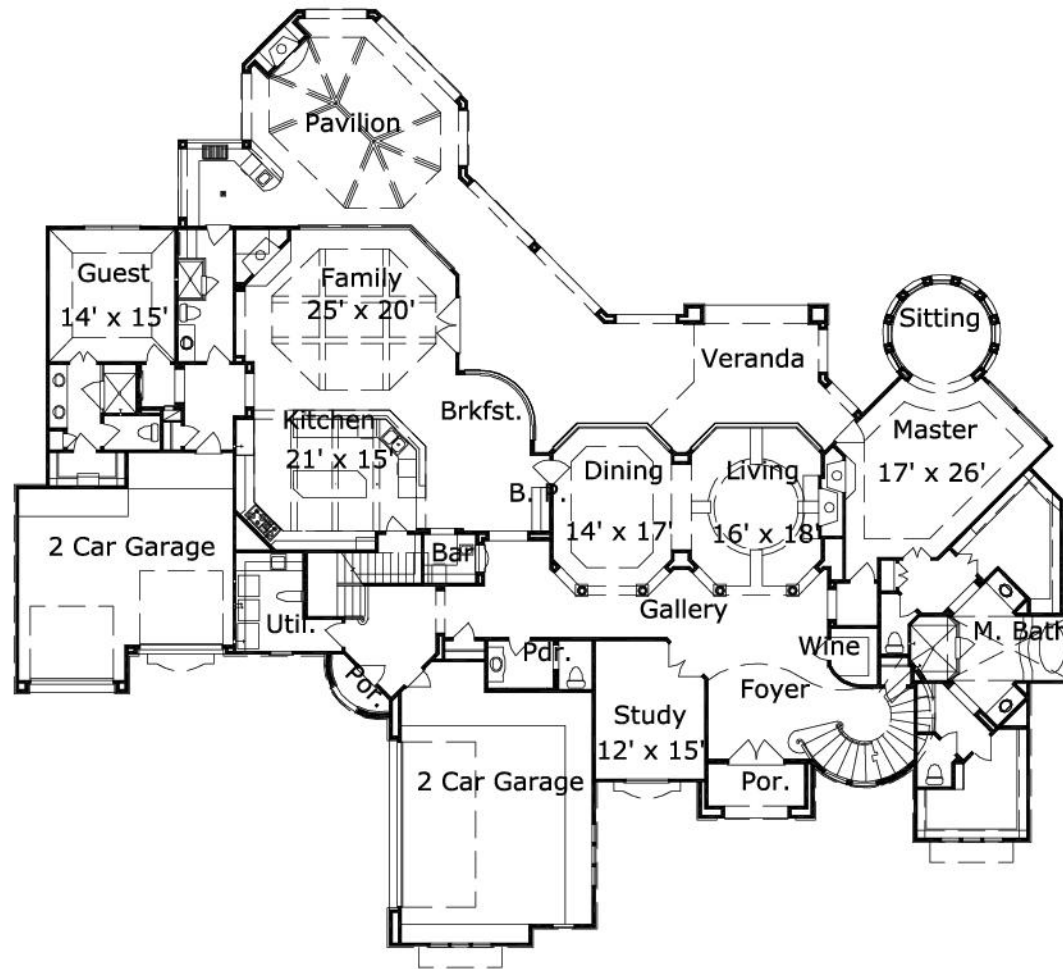 Pavilion
Guest
14' x 15'
Family
25' x 20'
Sitting
Veranda
Brkfst.
Kitchen
21' x 15'
Master
17' x 26'
Dining
14' x 17'
Living
16' x 18'
B. P.
2 Car Garage
Bar
Util.
Gallery
Pdr.
Wine
M. Bath
Por.
Foyer
Study
12' x 15'
2 Car Garage
Por.